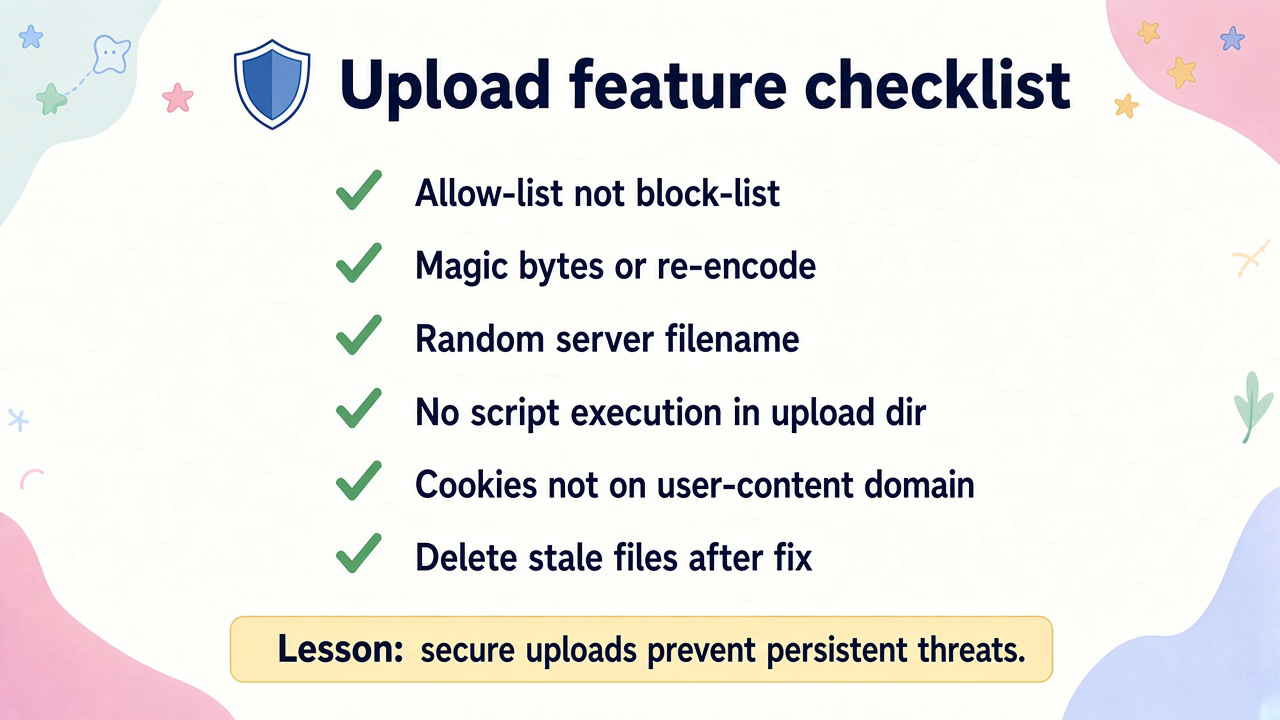 Upload feature checklist
Allow-list not block-list
Magic bytes or re-encode
Random server filename
No script execution in upload dir
Cookies not on user-content domain
Delete stale files after fix
Lesson: secure uploads prevent persistent threats.